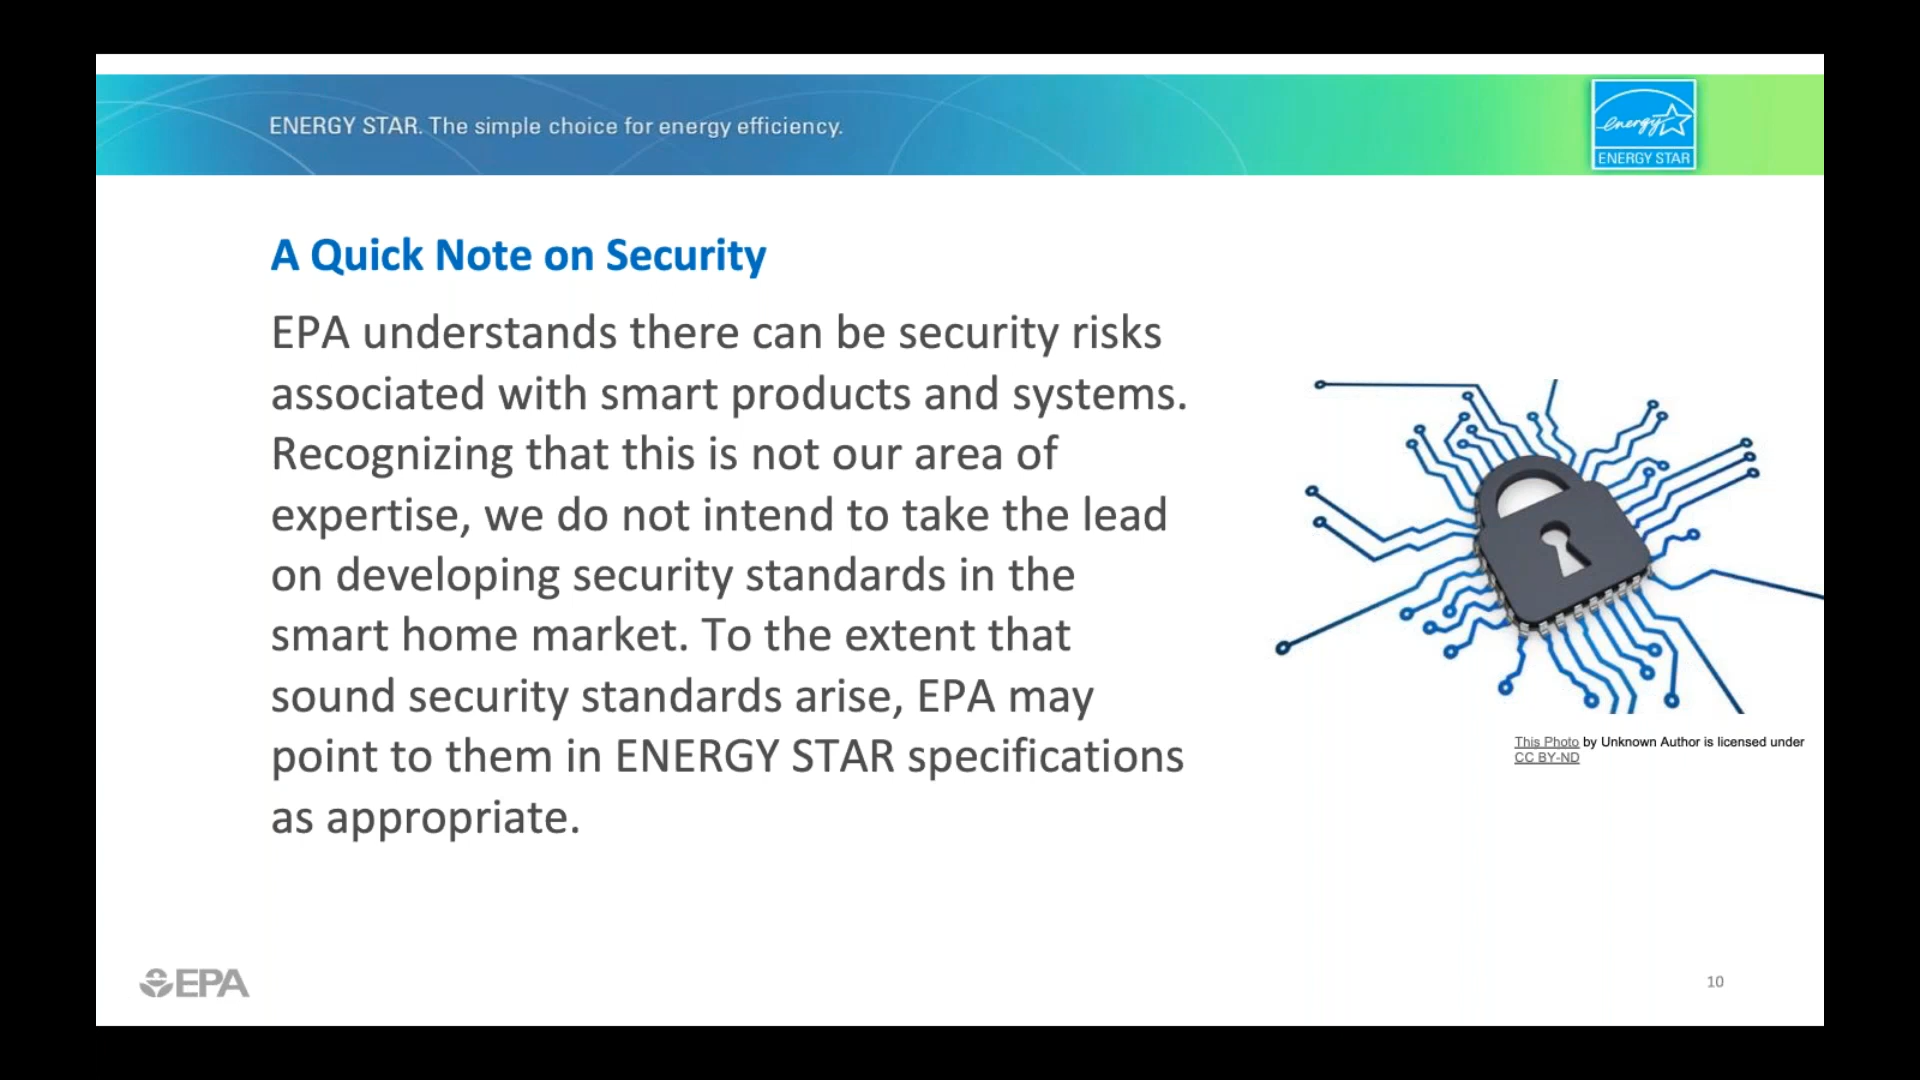 ENERGY STAR. The simple choice for energy efficiency.
energy
ENERGY STAR
A Quick Note on Security
EPA understands there can be security risks
associated with smart products and systems.
Recognizing that this is not our area of
expertise, we do not intend to take the lead
on developing security standards in the
smart home market. To the extent that
sound security standards arise, EPA may
point to them in ENERGY STAR specifications
as appropriate.
This Photo by Unknown Author is licensed under
CC BY-ND
EPA
10